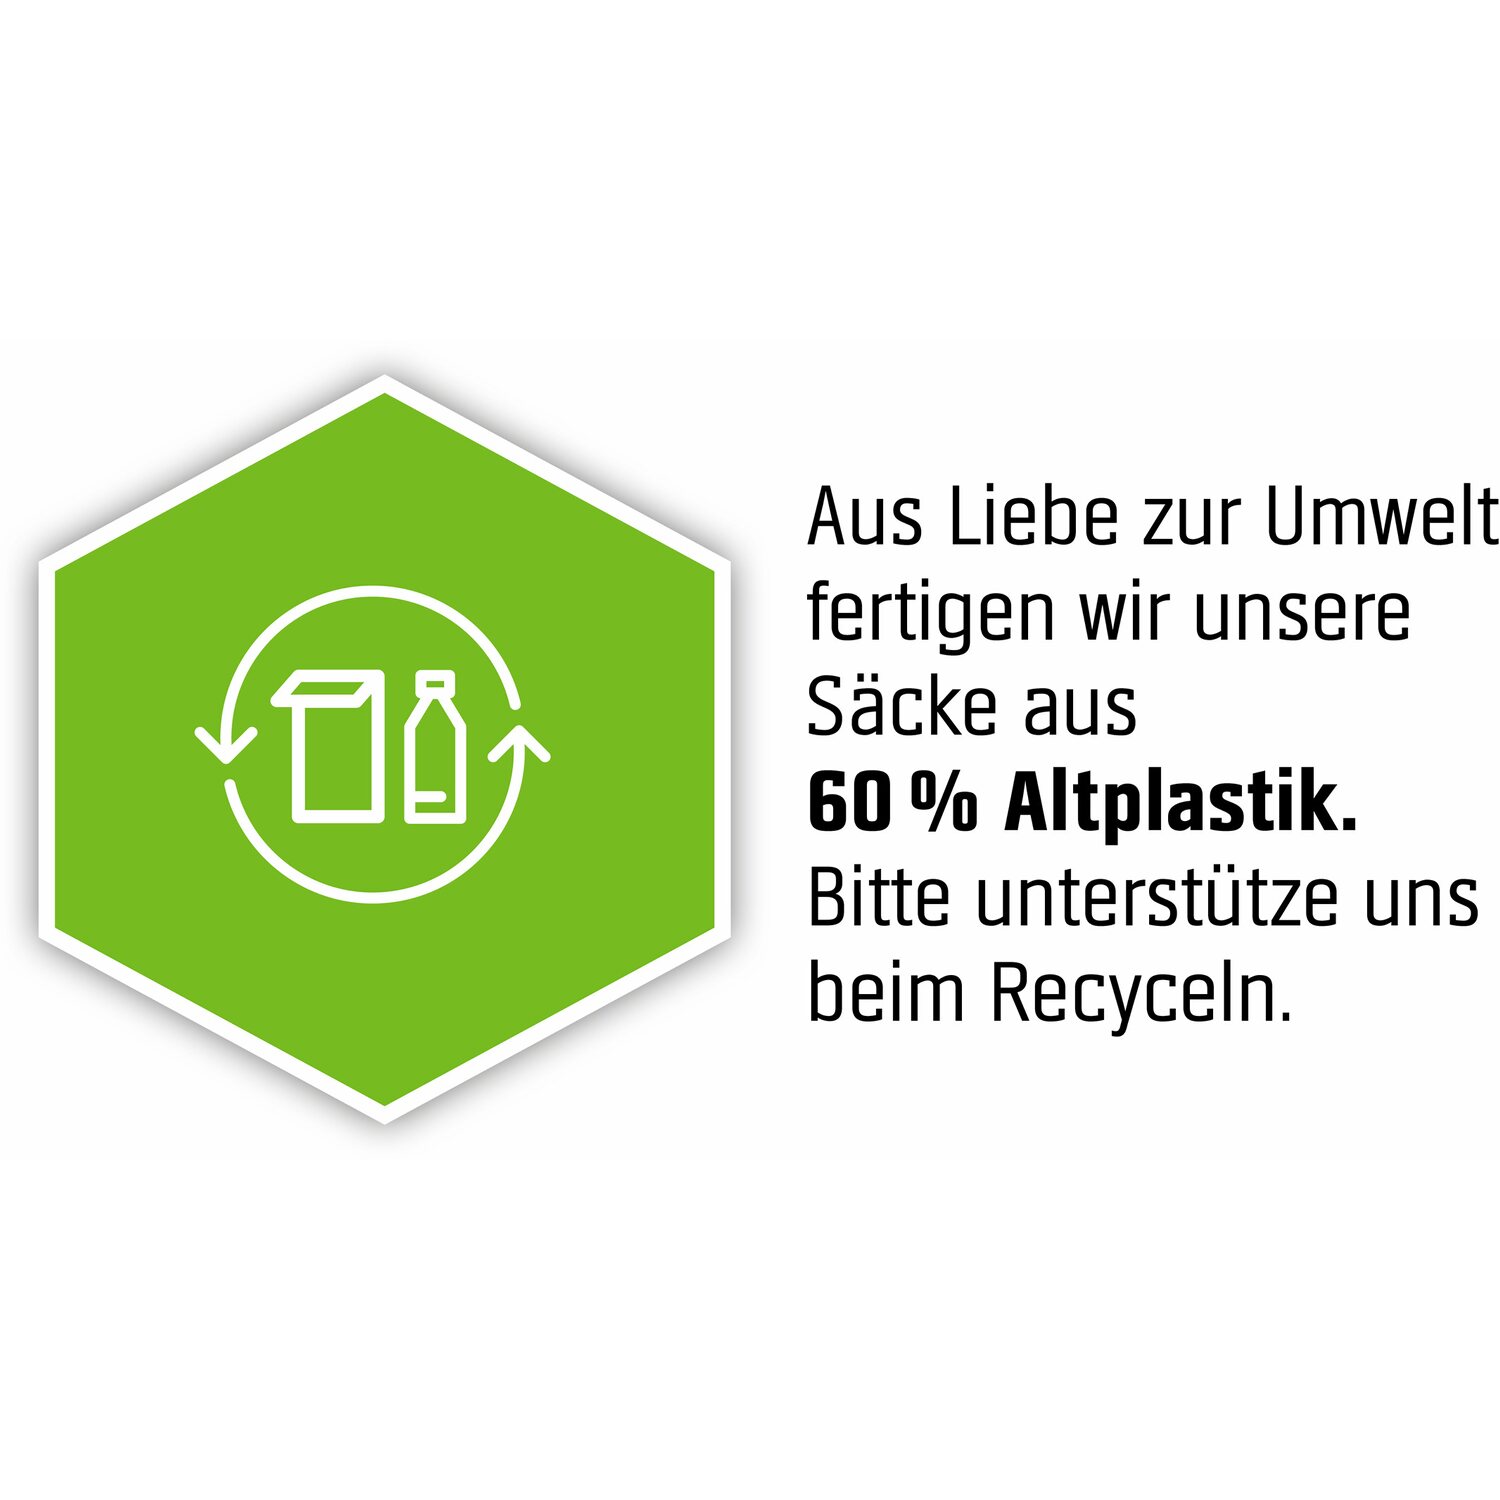 Aus Liebe zur Umwelt
fertigen wir unsere
Säcke aus
60 % Altplastik.
Bitte unterstütze uns
beim Recyceln.